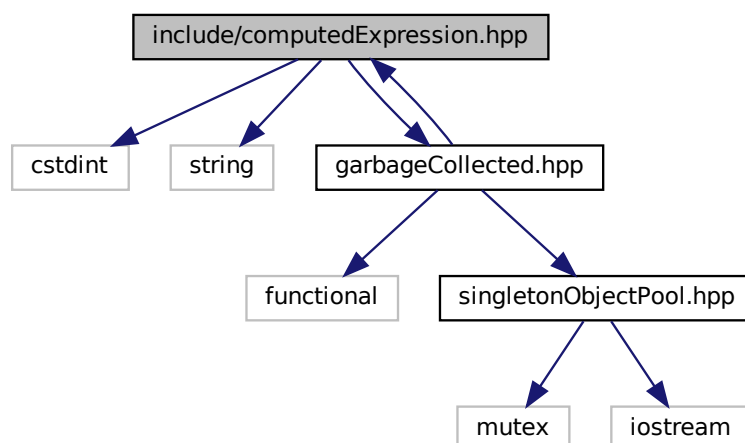 include/computedExpression.hpp
cstdint
string
garbageCollected.hpp
functional
singletonObjectPool.hpp
mutex
iostream